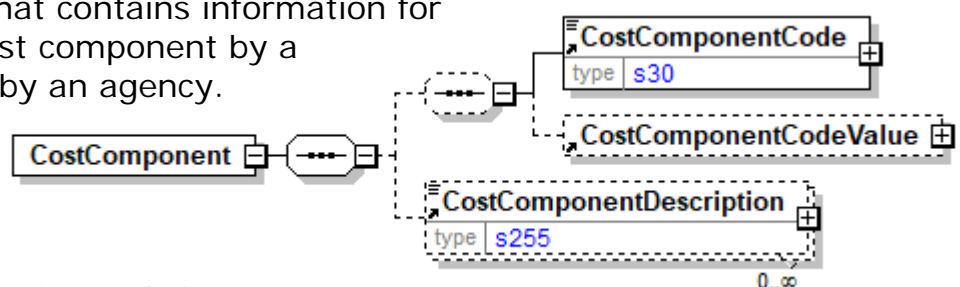 hat contains information for
st component by a
by an agency.
CostComponentCode
type s30
CostComponentCodeValue
CostComponent
CostComponentDescription
type s255
0..∞